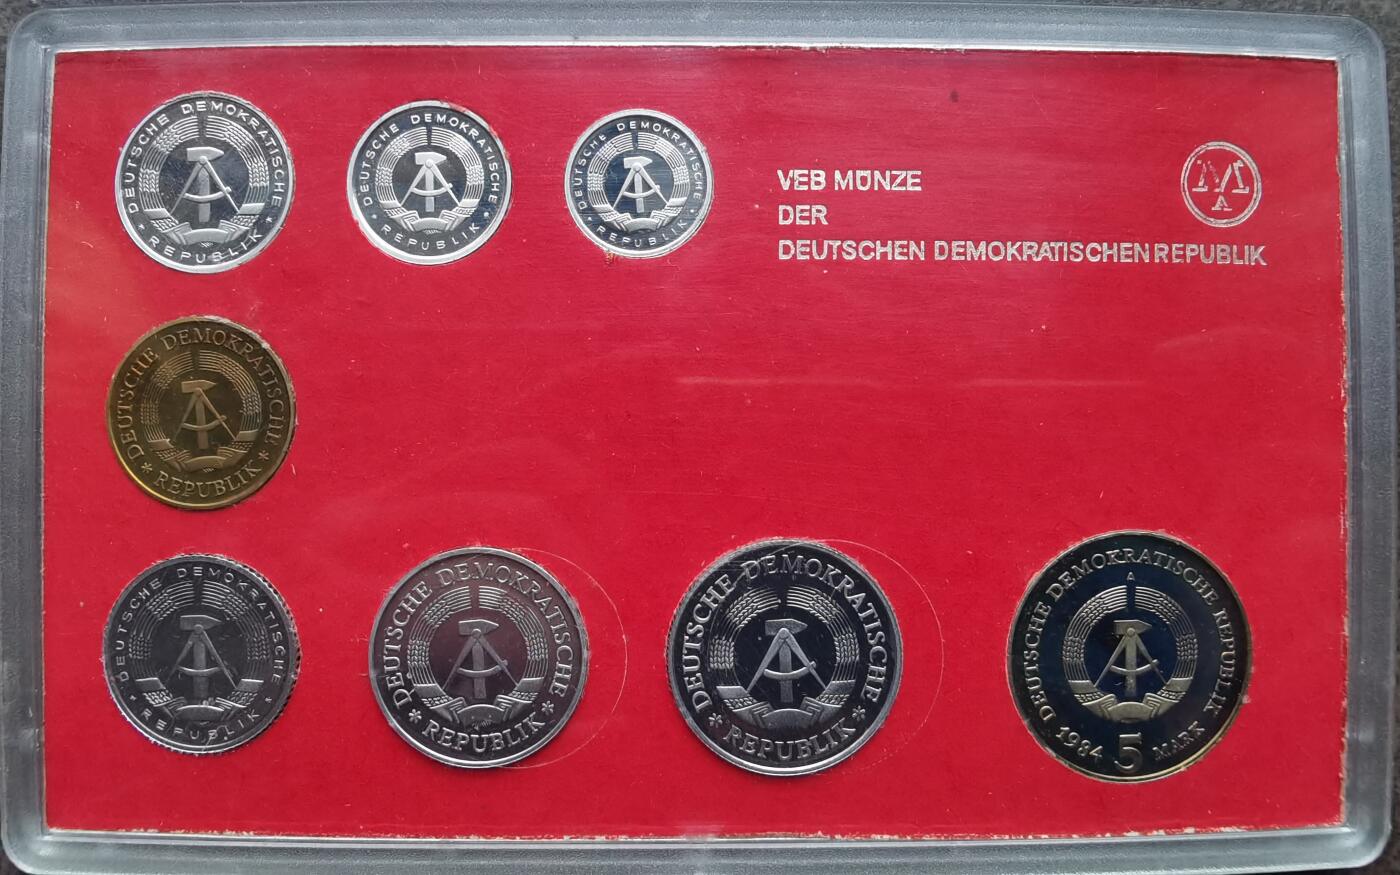 DEUTSCHE DEMOKRATISCHE * REPUBLIK *
DEUTSCHE DEMOKRATISCHE * REPUBLIK *
DEUTSCHE DEMOKRATISCHE * REPUBLIK *
VEB MÜNZE
DER
DEUTSCHEN DEMOKRATISCHEN REPUBLIK
M
A
DEUTSCHE DEMOKRATISCHE * REPUBLIK *
DEUTSCHE DEMOKRATISCHE * REPUBLIK *
DEUTSCHE DEMOKRATISCHE * REPUBLIK *
DEUTSCHE DEMOKRATISCHE * REPUBLIK *
DEUTSCHE DEMOKRATISCHE REPUBLIK
A
1984 5 MARK